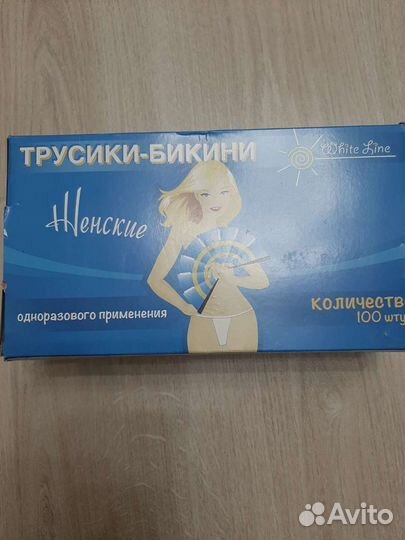 ТРУСИКИ-БИКИНИ
White Line
Женские
одноразового применения
количеств
100 шту
Avito